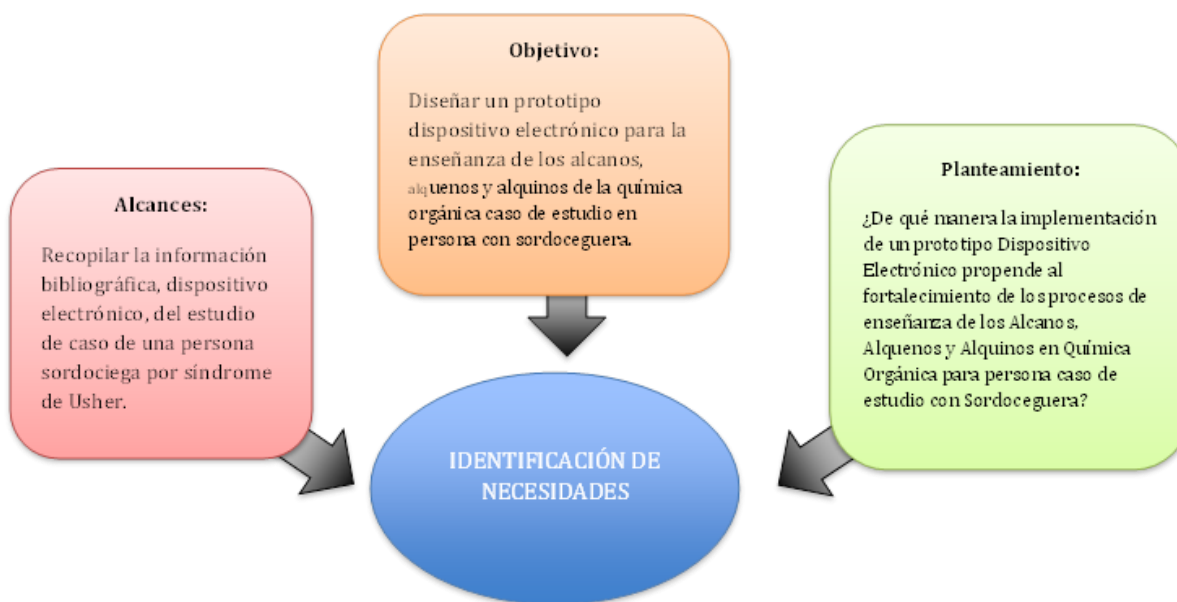 Objetivo:
Diseñar un prototipo
dispositivo electrónico para la
enseñanza de los alcanos,
alquenos y alquinos de la química
orgánica caso de estudio en
persona con sordoceguera.
Alcances:
Recopilar la información
bibliográfica, dispositivo
electrónico, del estudio
de caso de una persona
sordociega por síndrome
de Usher.
Planteamiento:
¿De qué manera la implementación
de un prototipo Dispositivo
Electrónico propende al
fortalecimiento de los procesos de
enseñanza de los Alcanos,
Alquenos y Alquinos en Química
Orgánica para persona caso de
estudio con Sordoceguera?
IDENTIFICACIÓN DE
NECESIDADES